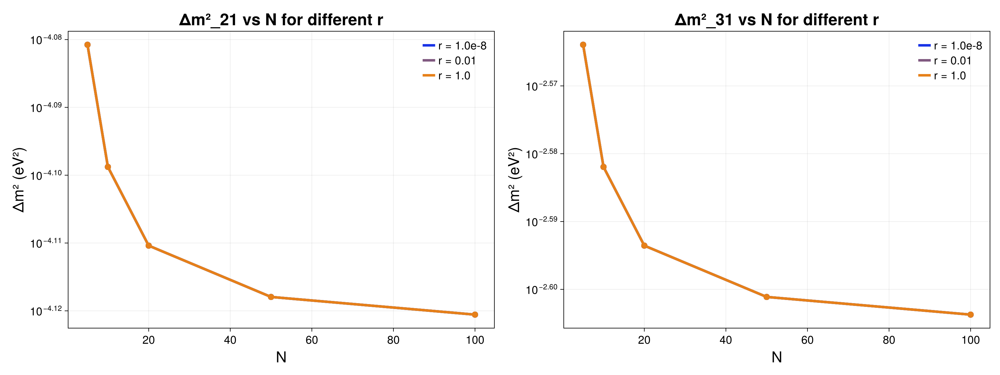 Δm²_21 vs N for different r
10^−4.08
10^−4.09
10^−4.10
10^−4.11
10^−4.12
Δm² (eV²)
r = 1.0e-8
r = 0.01
r = 1.0
20 40 60 80 100
N
Δm²_31 vs N for different r
10^−2.57
10^−2.58
10^−2.59
10^−2.60
Δm² (eV²)
r = 1.0e-8
r = 0.01
r = 1.0
20 40 60 80 100
N